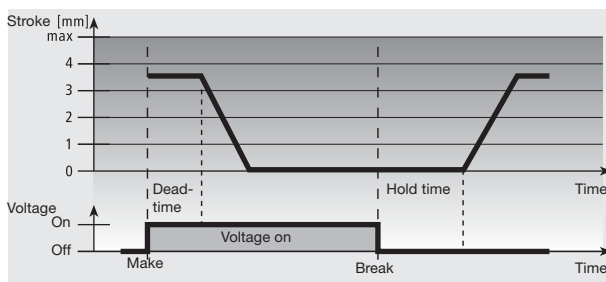 Stroke [mm]
max
4
3
2
1
0
Dead-
time
Hold time
Time
Voltage
On
Voltage on
Off
Make
Break
Time